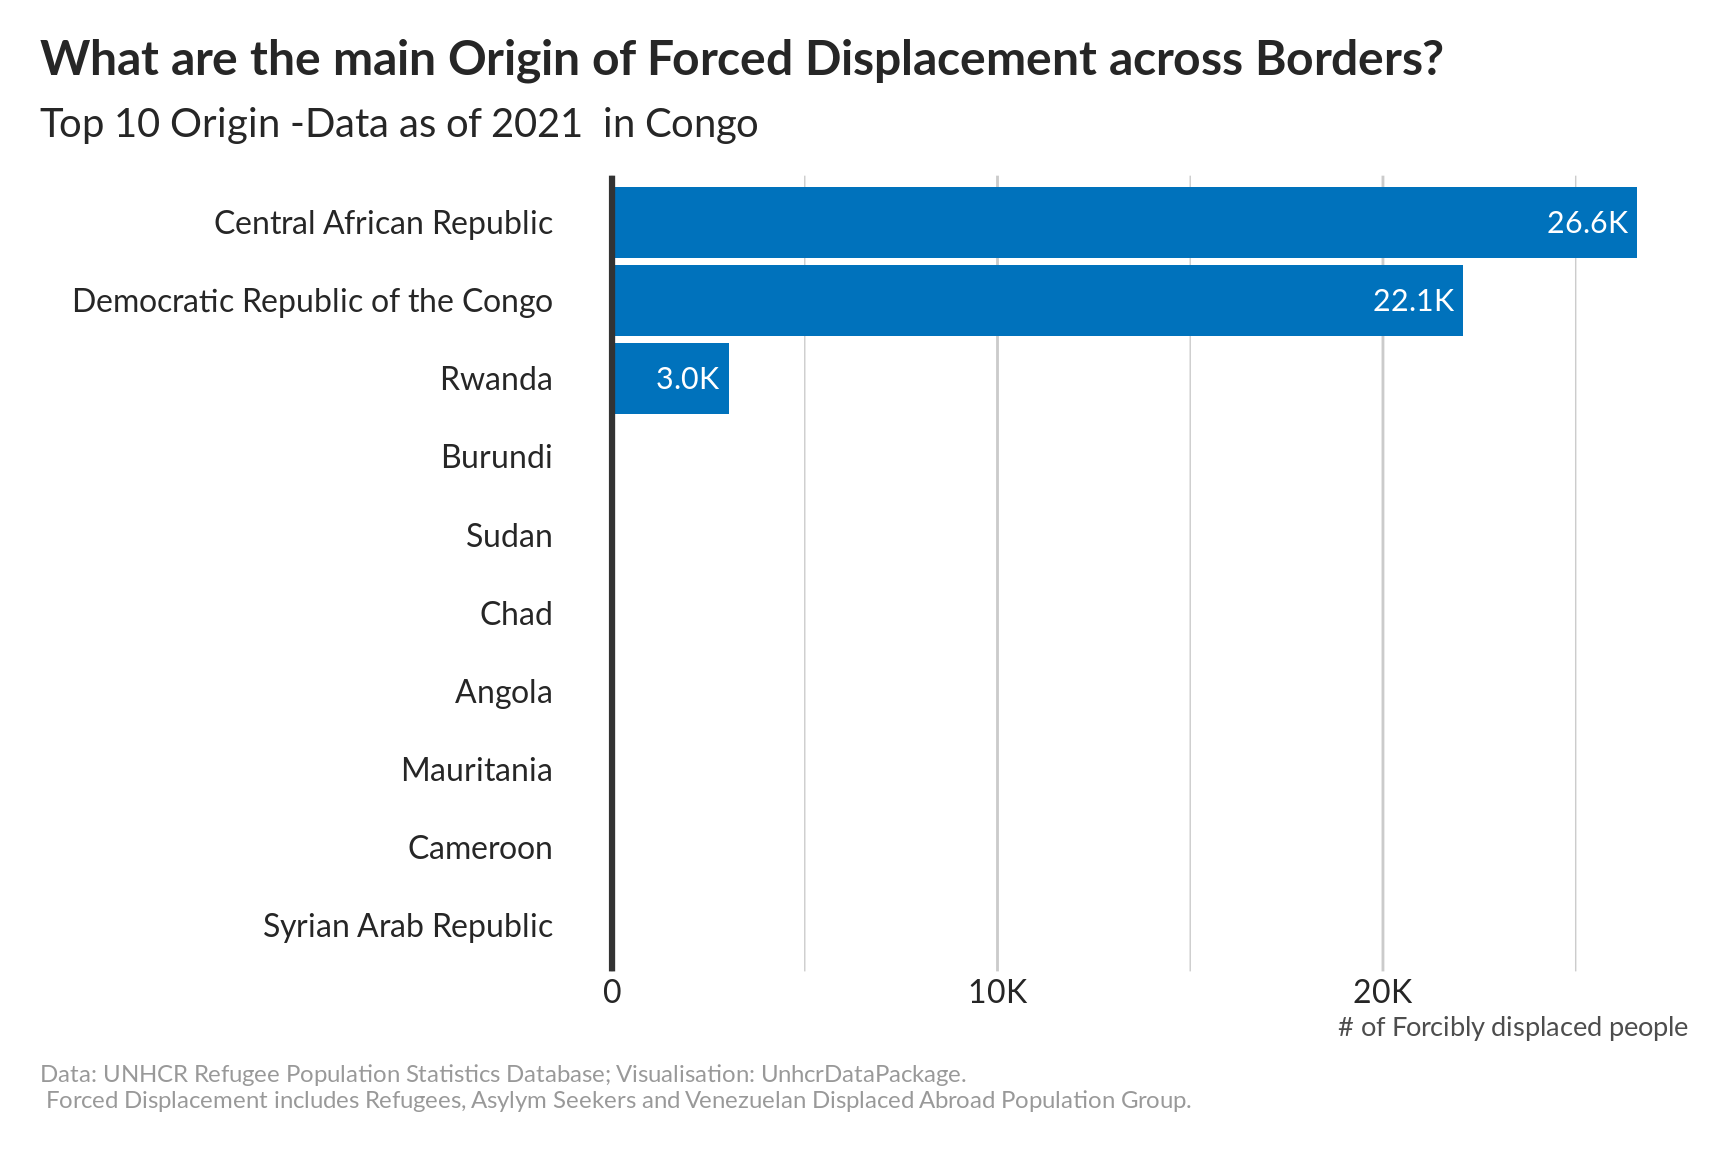 What are the main Origin of Forced Displacement across Borders?
Top 10 Origin -Data as of 2021  in Congo
Central African Republic
26.6K
Democratic Republic of the Congo
22.1K
Rwanda
3.0K
Burundi
Sudan
Chad
Angola
Mauritania
Cameroon
Syrian Arab Republic
0
10K
20K
# of Forcibly displaced people
Data: UNHCR Refugee Population Statistics Database; Visualisation: UnhcrDataPackage.
Forced Displacement includes Refugees, Asylym Seekers and Venezuelan Displaced Abroad Population Group.